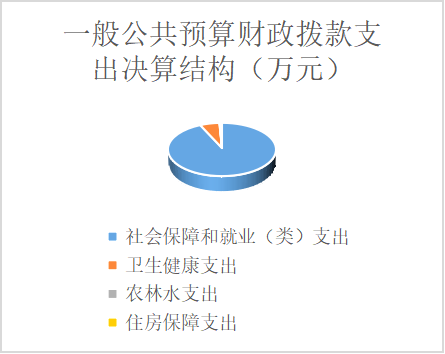 一般公共预算财政拨款支
出决算结构（万元）
社会保障和就业（类）支出
卫生健康支出
农林水支出
住房保障支出